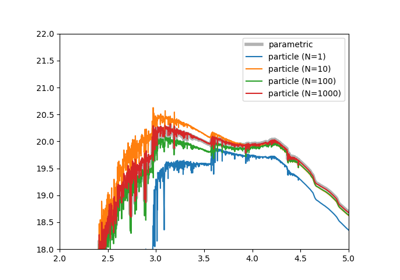 22.0
21.5
21.0
20.5
20.0
19.5
19.0
18.5
18.0
2.0 2.5 3.0 3.5 4.0 4.5 5.0
parametric
particle (N=1)
particle (N=10)
particle (N=100)
particle (N=1000)